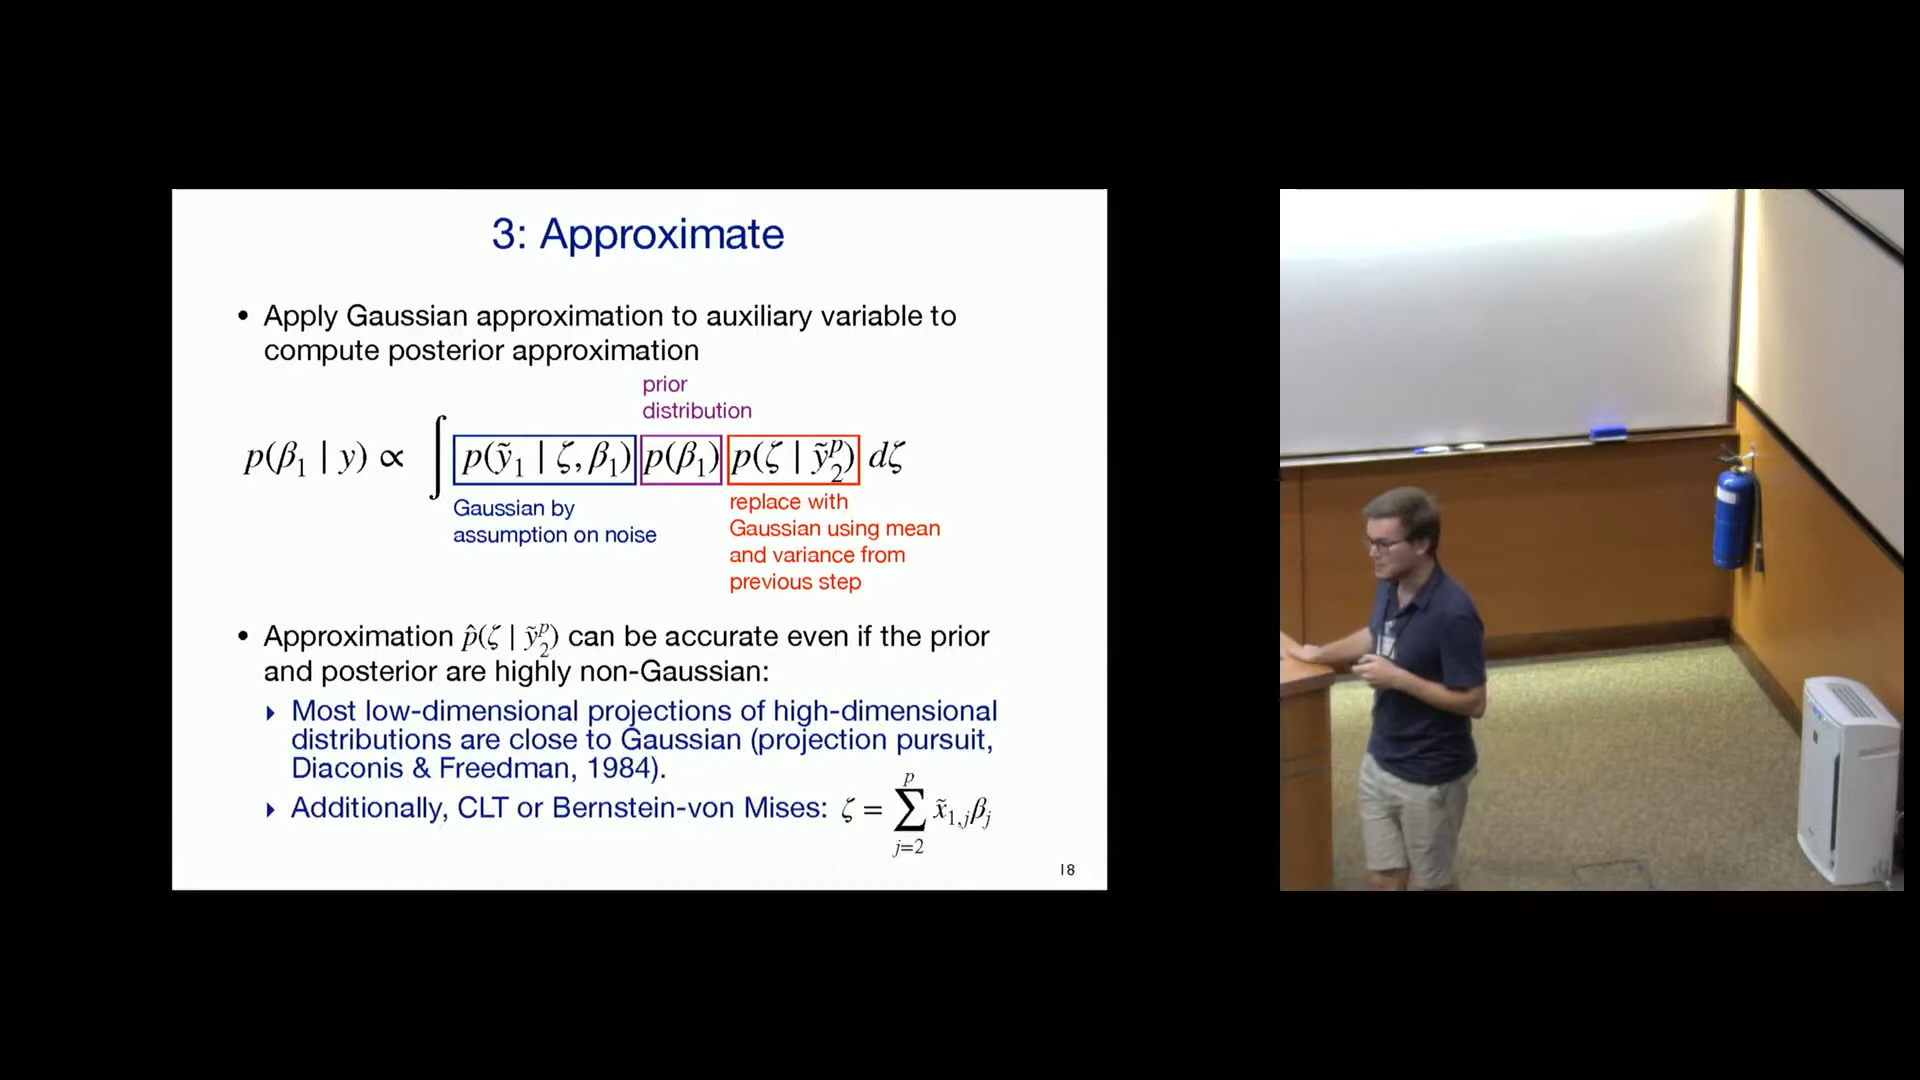 3: Approximate
• Apply Gaussian approximation to auxiliary variable to
compute posterior approximation
prior
distribution
p(β₁ | y) ∝ ∫ p(ỹ₁ | ζ, β₁) p(β₁) p(ζ | ỹ₂ᵖ) dζ
Gaussian by
assumption on noise
replace with
Gaussian using mean
and variance from
previous step
• Approximation p̂(ζ | ỹ₂ᵖ) can be accurate even if the prior
and posterior are highly non-Gaussian:
‣ Most low-dimensional projections of high-dimensional
distributions are close to Gaussian (projection pursuit,
Diaconis & Freedman, 1984).
‣ Additionally, CLT or Bernstein-von Mises: ζ = ∑_{j=2}^{p} x̃_{1,j}β_j
18